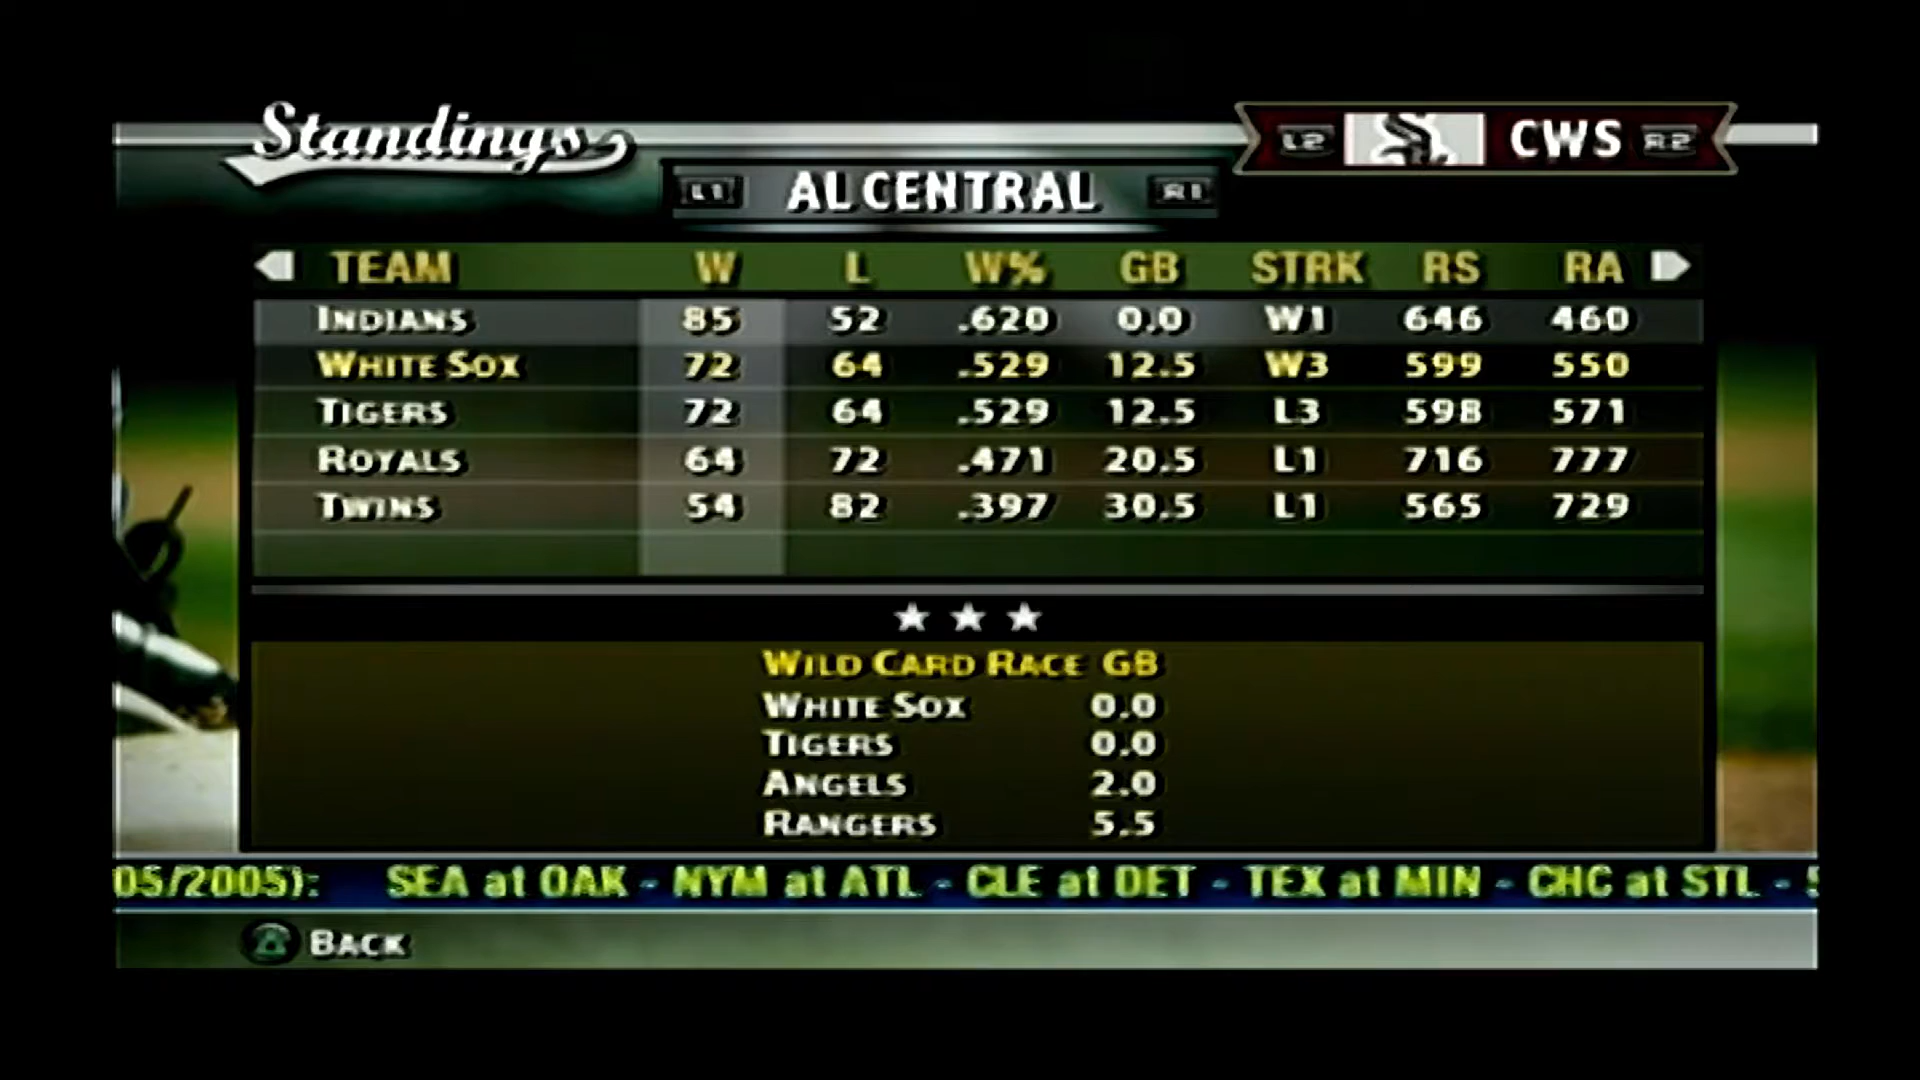 Standings
L2 CWS R2
L1 AL CENTRAL R1
TEAM W L W% GB STRK RS RA
INDIANS 85 52 .620 0.0 W1 646 460
WHITE SOX 72 64 .529 12.5 W3 599 550
TIGERS 72 64 .529 12.5 L3 598 571
ROYALS 64 72 .471 20.5 L1 716 777
TWINS 54 82 .397 30.5 L1 565 729
WILD CARD RACE GB
WHITE SOX 0.0
TIGERS 0.0
ANGELS 2.0
RANGERS 5.5
05/2005): SEA at OAK - NYM at ATL - CLE at DET - TEX at MIN - CHC at STL -
BACK